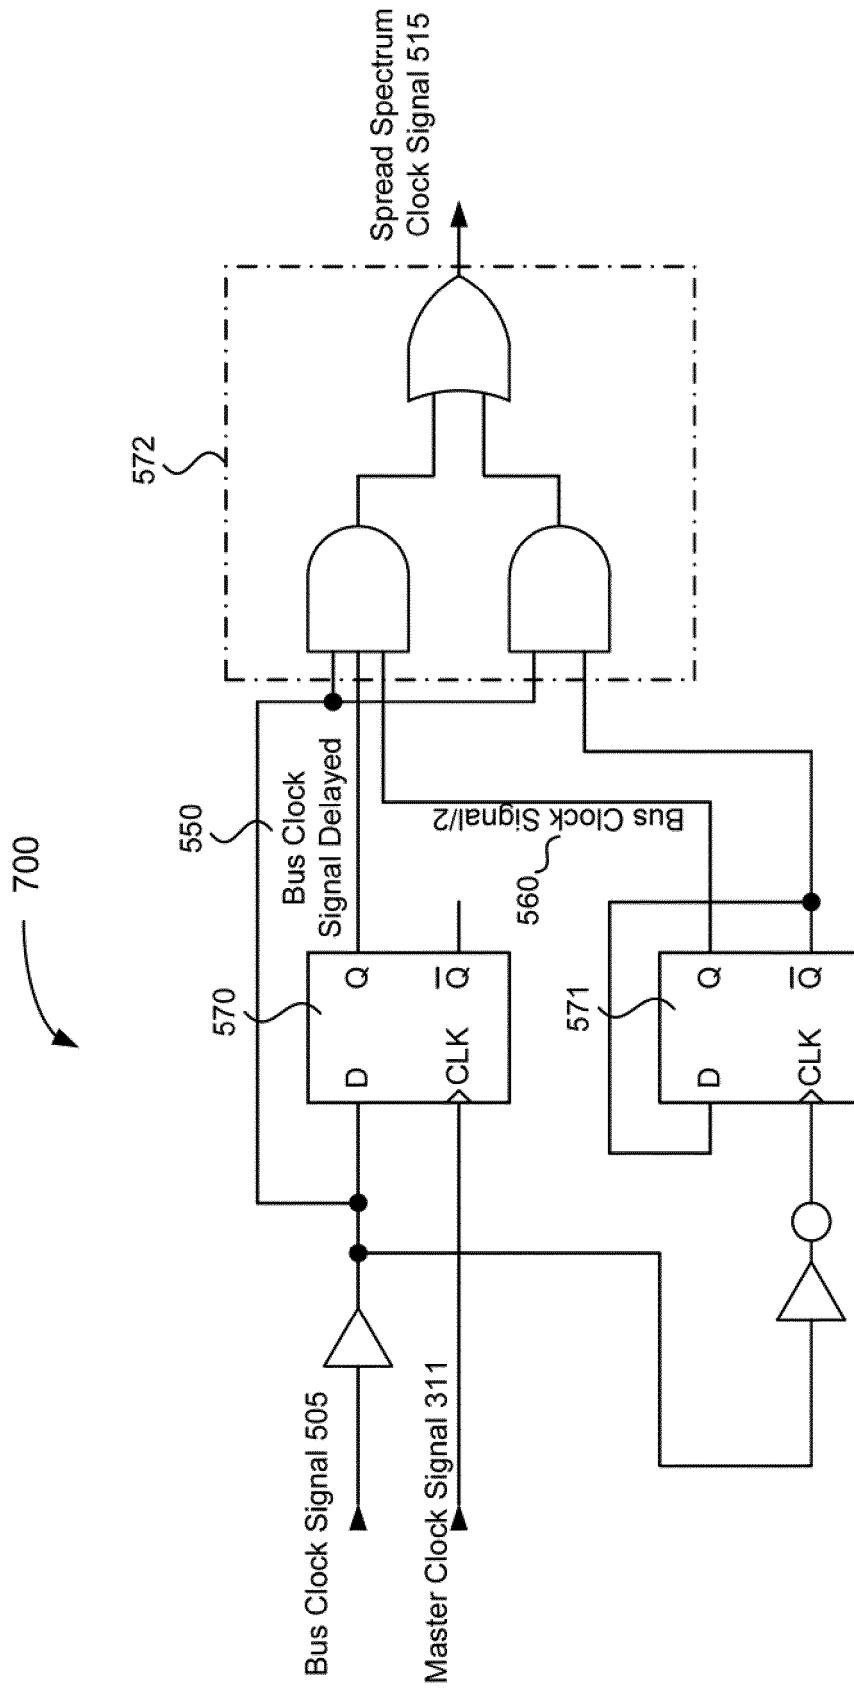 700
Bus Clock Signal 505
Master Clock Signal 311
570
D
Q
CLK
Q
550
Bus Clock
Signal Delayed
560
Bus Clock Signal/2
571
D
Q
CLK
Q
572
Spread Spectrum
Clock Signal 515